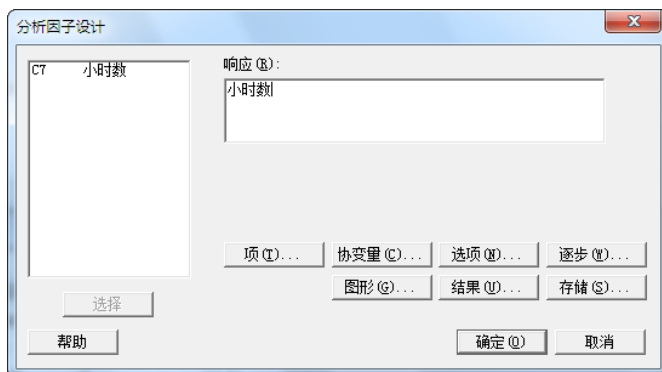 分析因子设计
C7 小时数
响应(R):
小时数
项(T)... 协变量(C)... 选项(N)... 逐步(W)...
图形(G)... 结果(U)... 存储(S)...
选择
帮助 确定(O) 取消